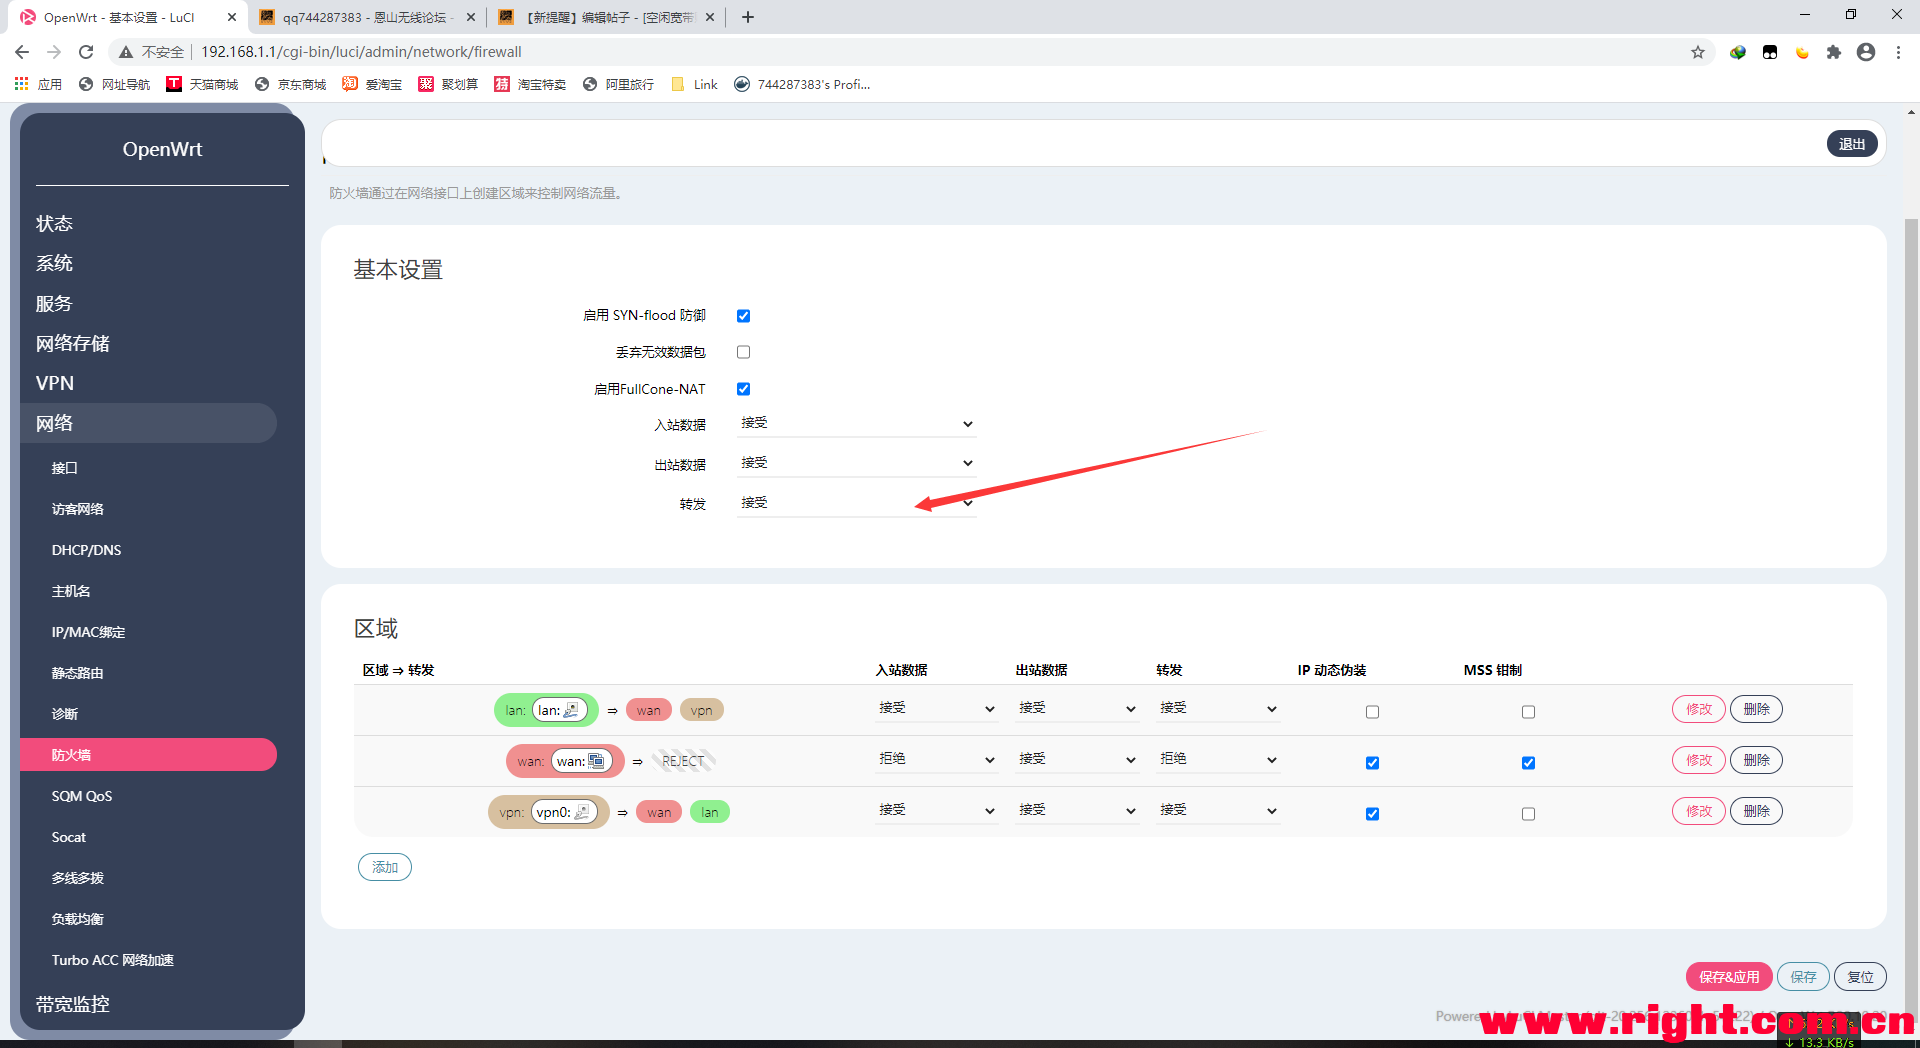 OpenWrt - 基本设置 - LuCI
qq744287383 - 恩山无线论坛 -
【新提醒】编辑帖子 - [空闲宽带
不安全
192.168.1.1/cgi-bin/luci/admin/network/firewall
应用
网址导航
天猫商城
京东商城
爱淘宝
聚划算
淘宝特卖
阿里旅行
Link
744287383's Profi...
OpenWrt
退出
防火墙通过在网络接口上创建区域来控制网络流量。
状态
系统
服务
网络存储
VPN
网络
接口
访客网络
DHCP/DNS
主机名
IP/MAC绑定
静态路由
诊断
防火墙
SQM QoS
Socat
多线多拨
负载均衡
Turbo ACC 网络加速
带宽监控
基本设置
启用 SYN-flood 防御
丢弃无效数据包
启用FullCone-NAT
入站数据 接受
出站数据 接受
转发 接受
区域
区域 ⇒ 转发 入站数据 出站数据 转发 IP 动态伪装 MSS 钳制
lan: lan: ⇒ wan vpn 接受 接受 接受 修改 删除
wan: wan: ⇒ REJECT 拒绝 接受 拒绝 修改 删除
vpn: vpn0: ⇒ wan lan 接受 接受 接受 修改 删除
添加
保存&应用 保存 复位
www.right.com.cn
↓ 13.3 KB/s